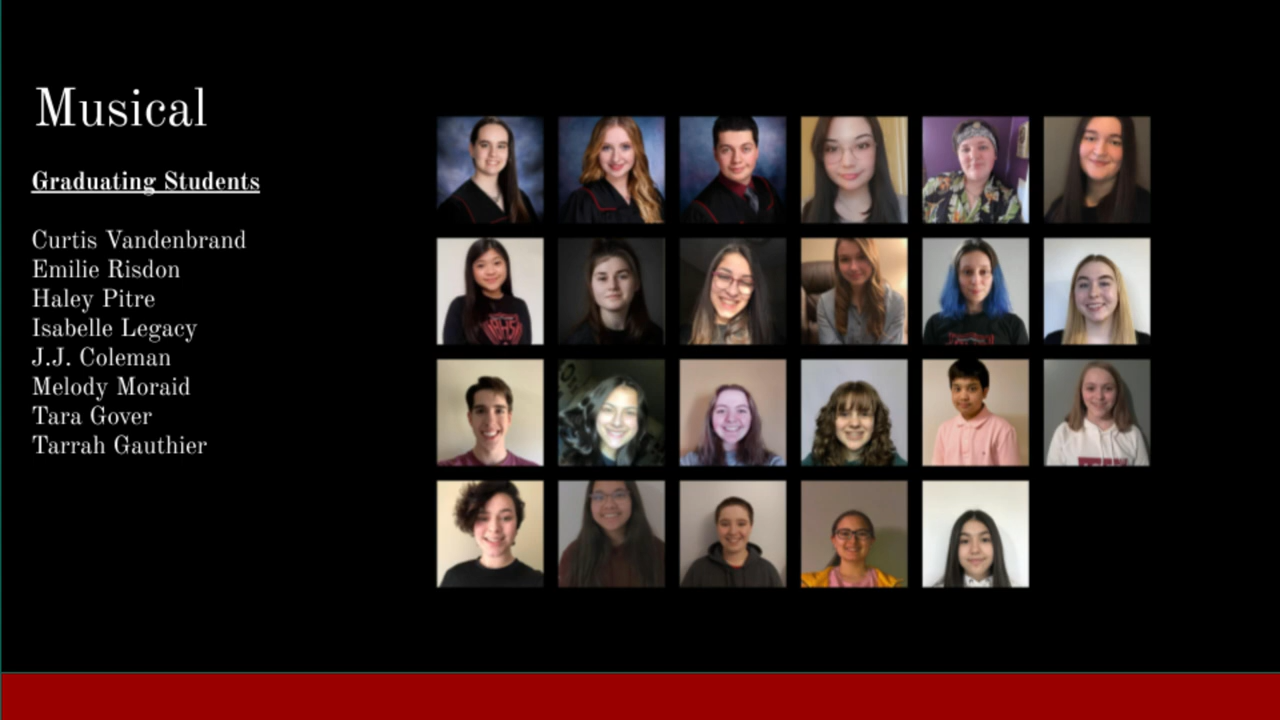 Musical
Graduating Students
Curtis Vandenbrand
Emilie Risdon
Haley Pitre
Isabelle Legacy
J.J. Coleman
Melody Moraid
Tara Gover
Tarrah Gauthier